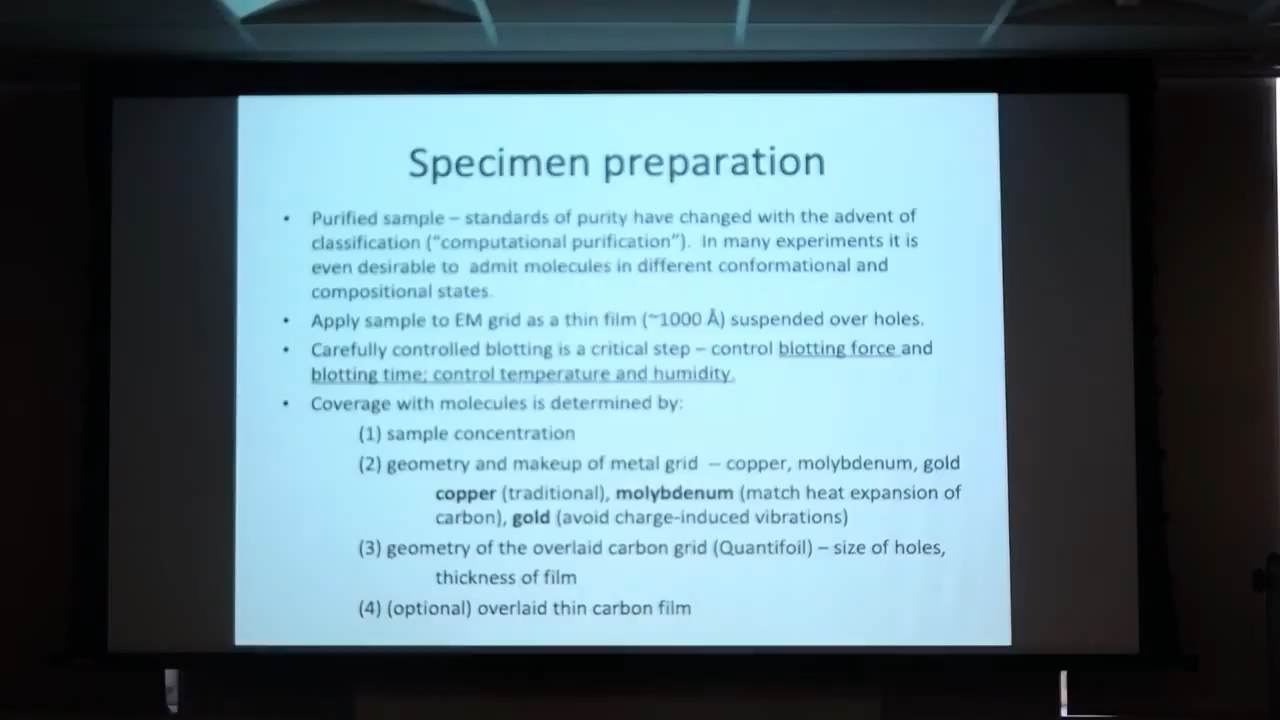 Specimen preparation
• Purified sample – standards of purity have changed with the advent of
classification ("computational purification"). In many experiments it is
even desirable to admit molecules in different conformational and
compositional states.
• Apply sample to EM grid as a thin film (~1000 Å) suspended over holes.
• Carefully controlled blotting is a critical step – control blotting force and
blotting time; control temperature and humidity.
• Coverage with molecules is determined by:
(1) sample concentration
(2) geometry and makeup of metal grid – copper, molybdenum, gold
copper (traditional), molybdenum (match heat expansion of
carbon), gold (avoid charge-induced vibrations)
(3) geometry of the overlaid carbon grid (Quantifoil) – size of holes,
thickness of film
(4) (optional) overlaid thin carbon film